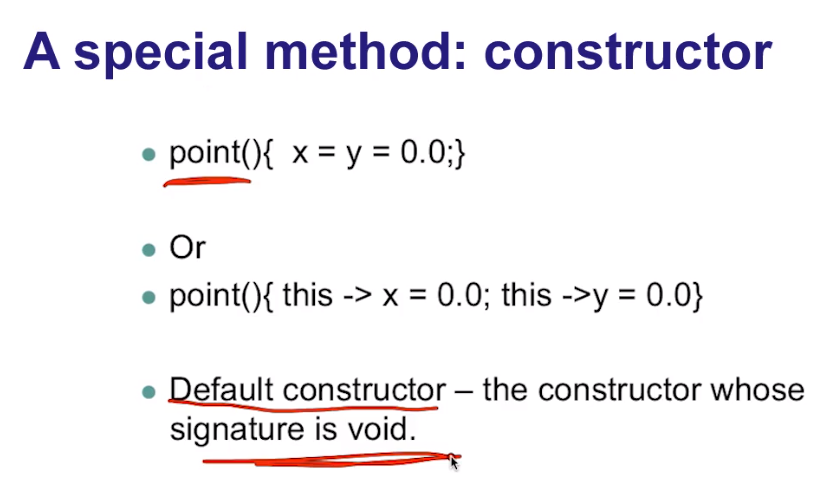 A special method: constructor
point(){ x = y = 0.0;}
Or
point(){ this -> x = 0.0; this ->y = 0.0}
Default constructor – the constructor whose
signature is void.